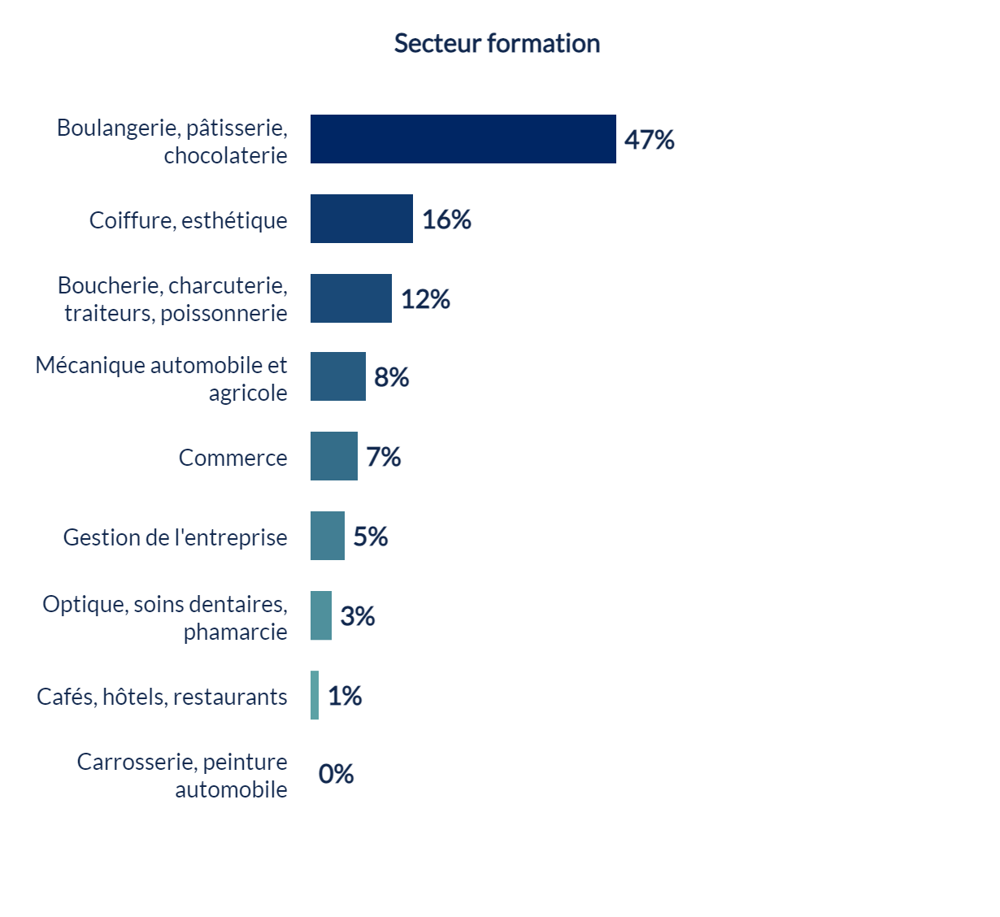 Secteur formation
Boulangerie, pâtisserie,
chocolaterie
47%
Coiffure, esthétique
16%
Boucherie, charcuterie,
traiteurs, poissonnerie
12%
Mécanique automobile et
agricole
8%
Commerce
7%
Gestion de l'entreprise
5%
Optique, soins dentaires,
phamarcie
3%
Cafés, hôtels, restaurants
1%
Carrosserie, peinture
automobile
0%